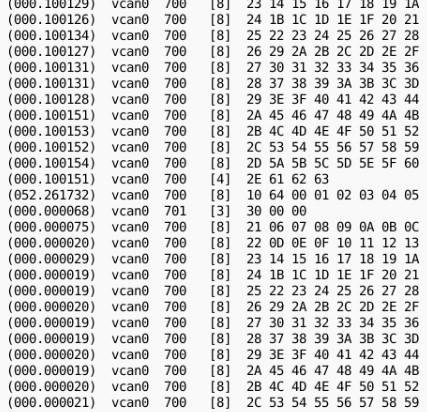 (000.100129) vcan0 700 [8] 23 14 15 16 17 18 19 1A
(000.100126) vcan0 700 [8] 24 1B 1C 1D 1E 1F 20 21
(000.100134) vcan0 700 [8] 25 22 23 24 25 26 27 28
(000.100127) vcan0 700 [8] 26 29 2A 2B 2C 2D 2E 2F
(000.100131) vcan0 700 [8] 27 30 31 32 33 34 35 36
(000.100131) vcan0 700 [8] 28 37 38 39 3A 3B 3C 3D
(000.100128) vcan0 700 [8] 29 3E 3F 40 41 42 43 44
(000.100151) vcan0 700 [8] 2A 45 46 47 48 49 4A 4B
(000.100153) vcan0 700 [8] 2B 4C 4D 4E 4F 50 51 52
(000.100152) vcan0 700 [8] 2C 53 54 55 56 57 58 59
(000.100154) vcan0 700 [8] 2D 5A 5B 5C 5D 5E 5F 60
(000.100151) vcan0 700 [4] 2E 61 62 63
(052.261732) vcan0 700 [8] 10 64 00 01 02 03 04 05
(000.000068) vcan0 701 [3] 30 00 00
(000.000075) vcan0 700 [8] 21 06 07 08 09 0A 0B 0C
(000.000020) vcan0 700 [8] 22 0D 0E 0F 10 11 12 13
(000.000029) vcan0 700 [8] 23 14 15 16 17 18 19 1A
(000.000019) vcan0 700 [8] 24 1B 1C 1D 1E 1F 20 21
(000.000019) vcan0 700 [8] 25 22 23 24 25 26 27 28
(000.000020) vcan0 700 [8] 26 29 2A 2B 2C 2D 2E 2F
(000.000019) vcan0 700 [8] 27 30 31 32 33 34 35 36
(000.000019) vcan0 700 [8] 28 37 38 39 3A 3B 3C 3D
(000.000020) vcan0 700 [8] 29 3E 3F 40 41 42 43 44
(000.000019) vcan0 700 [8] 2A 45 46 47 48 49 4A 4B
(000.000020) vcan0 700 [8] 2B 4C 4D 4E 4F 50 51 52
(000.000021) vcan0 700 [8] 2C 53 54 55 56 57 58 59